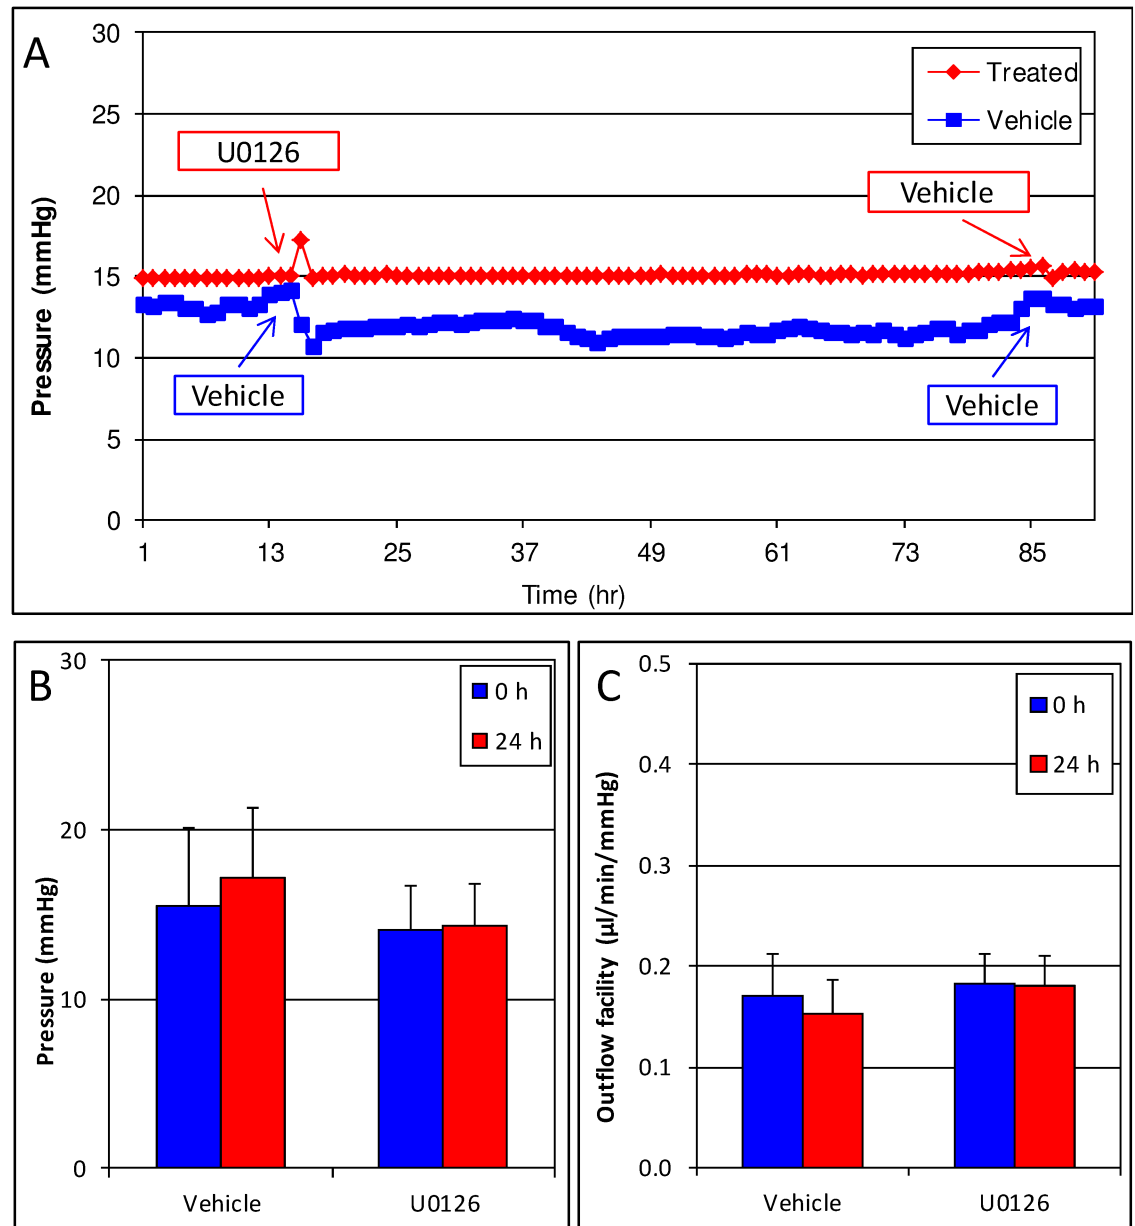 A
30
25
20
15
10
5
0
Pressure (mmHg)
Treated
Vehicle
U0126
Vehicle
Vehicle
Vehicle
1 13 25 37 49 61 73 85
Time (hr)
B
30
20
10
0
Pressure (mmHg)
0 h
24 h
Vehicle U0126
C
0.5
0.4
0.3
0.2
0.1
0.0
Outflow facility (µl/min/mmHg)
0 h
24 h
Vehicle U0126